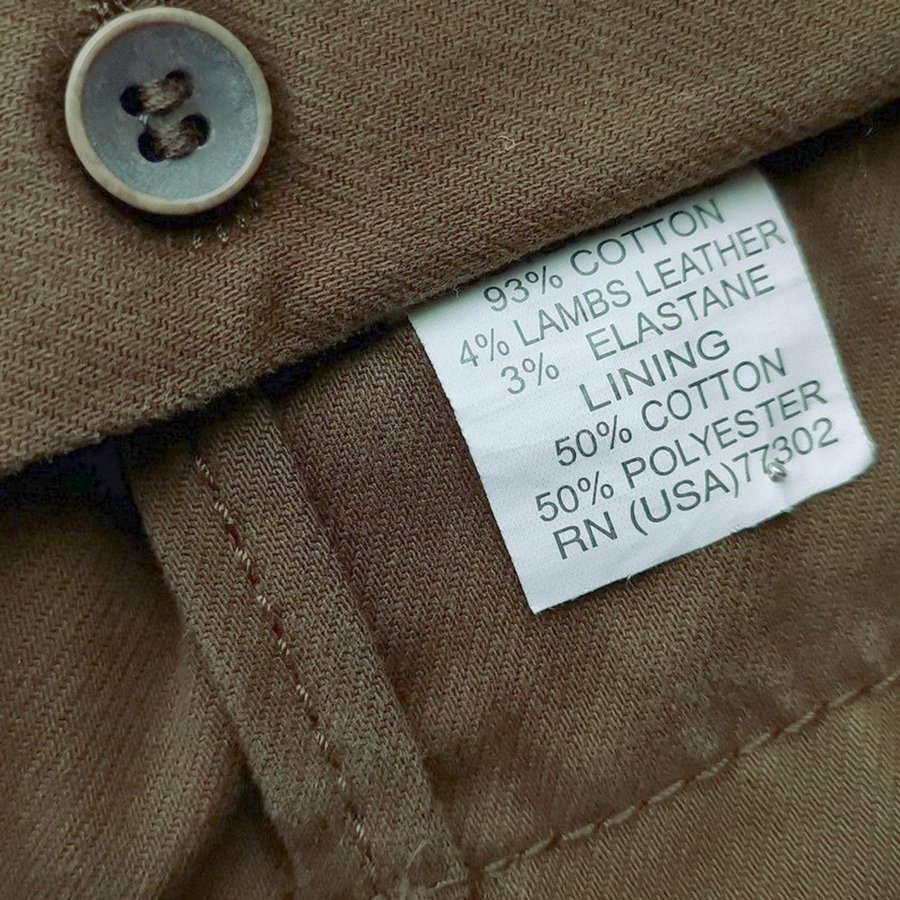 93% COTTON
4% LAMBS LEATHER
3% ELASTANE
LINING
50% COTTON
50% POLYESTER
RN (USA)77302